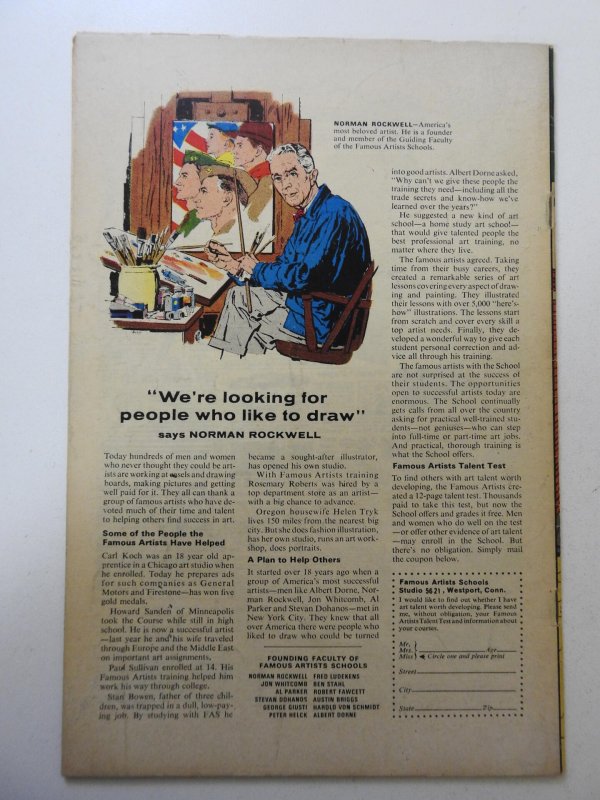 NORMAN ROCKWELL—America's
most beloved artist. He is a founder
and member of the Guiding Faculty
of the Famous Artists Schools.
"We're looking for
people who like to draw"
says NORMAN ROCKWELL
Today hundreds of men and women
who never thought they could be art-
ists are working at easels and drawing
boards, making pictures and getting
well paid for it. They all can thank a
group of famous artists who have de-
voted much of their time and talent
to helping others find success in art.
Some of the People the
Famous Artists Have Helped
Carl Koch was an 18 year old ap-
prentice in a Chicago art studio when
he enrolled. Today he prepares ads
for such companies as General
Motors and Firestone—has won five
gold medals.
Howard Sanden of Minneapolis
took the Course while still in high
school. He is now a successful artist
—last year he and his wife traveled
through Europe and the Middle East
on important art assignments.
Paul Sullivan enrolled at 14. His
Famous Artists training helped him
work his way through college.
Stan Bowen, father of three chil-
dren, was trapped in a dull, low-pay-
ing job. By studying with FAS he
became a sought-after illustrator,
has opened his own studio.
With Famous Artists training
Rosemary Roberts was hired by a
top department store as an artist—
with a big chance to advance.
Oregon housewife Helen Tryk
lives 150 miles from the nearest big
city. But she does fashion illustration,
has her own studio, runs an art work-
shop, does portraits.
A Plan to Help Others
It started over 18 years ago when a
group of America's most successful
artists—men like Albert Dorne, Nor-
man Rockwell, Jon Whitcomb, Al
Parker and Stevan Dohanos—met in
New York City. They knew that all
over America there were people who
liked to draw who could be turned
FOUNDING FACULTY OF
FAMOUS ARTISTS SCHOOLS
NORMAN ROCKWELL FRED LUDEKENS
JON WHITCOMB BEN STAHL
AL PARKER ROBERT FAWCETT
STEVAN DOHANOS AUSTIN BRIGGS
GEORGE GIUSTI HAROLD VON SCHMIDT
PETER HELCK ALBERT DORNE
into good artists. Albert Dorne asked,
"Why can't we give these people the
training they need—including all the
trade secrets and know-how we've
learned over the years?"
He suggested a new kind of art
school—a home study art school—
that would give talented people the
best professional art training, no
matter where they live.
The famous artists agreed. Taking
time from their busy careers, they
created a remarkable series of art
lessons covering every aspect of draw-
ing and painting. They illustrated
their lessons with over 5,000 "here's-
how" illustrations. The lessons start
from scratch and cover every skill a
top artist needs. Finally, they de-
veloped a wonderful way to give each
student personal correction and ad-
vice all through his training.
The famous artists with the School
are not surprised at the success of
their students. The opportunities
open to successful artists today are
enormous. The School continually
gets calls from all over the country
asking for practical well-trained stu-
dents—not geniuses—who can step
into full-time or part-time art jobs.
And practical, thorough training is
what the School offers.
Famous Artists Talent Test
To find others with art talent worth
developing, the Famous Artists cre-
ated a 12-page talent test. Thousands
paid to take this test, but now the
School offers and grades it free. Men
and women who do well on the test
—or offer other evidence of art talent
—may enroll in the School. But
there's no obligation. Simply mail
the coupon below.
Famous Artists Schools
Studio 5621, Westport, Conn.
I would like to find out whether I have
art talent worth developing. Please send
me, without obligation, your Famous
Artists Talent Test and information about
your courses.
Mr.
Mrs. Age
Miss Circle one and please print
Street
City
State Zip